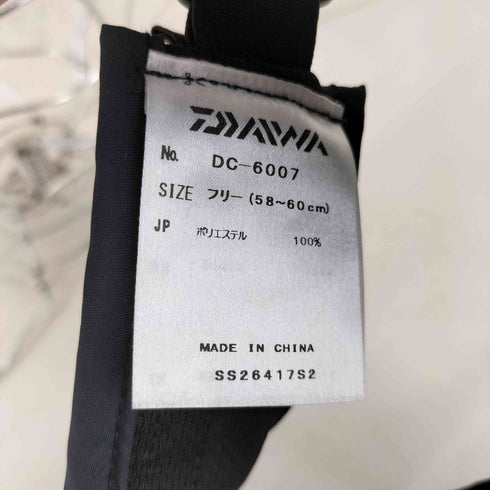 DAIWA
No. DC-6007
SIZE フリー(58~60cm)
JP ポリエステル 100%
MADE IN CHINA
SS26417S2